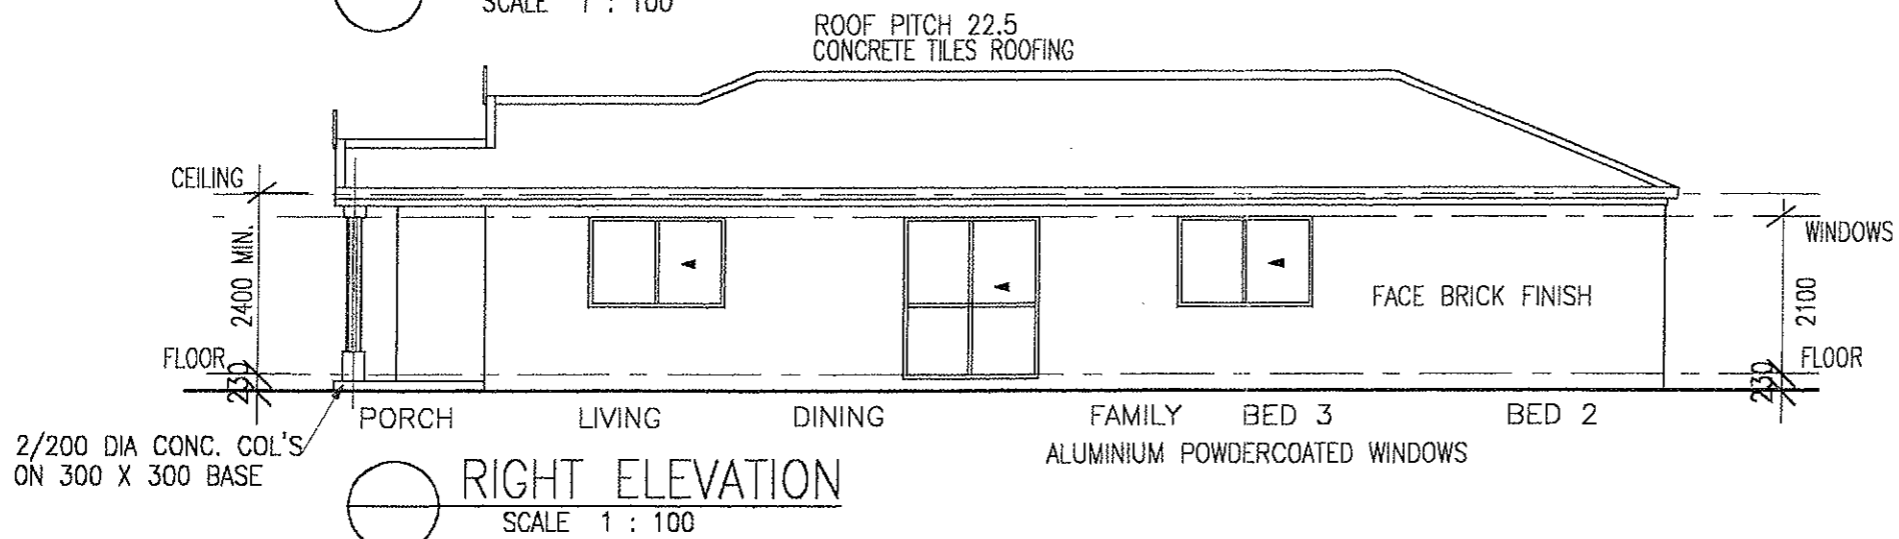 SCALE 1 : 100
ROOF PITCH 22.5
CONCRETE TILES ROOFING
CEILING
WINDOWS
2400 MIN.
FACE BRICK FINISH
2100
FLOOR
FLOOR
230
230
PORCH
LIVING
DINING
FAMILY
BED 3
BED 2
2/200 DIA CONC. COL'S
ON 300 X 300 BASE
ALUMINIUM POWDERCOATED WINDOWS
RIGHT ELEVATION
SCALE 1 : 100